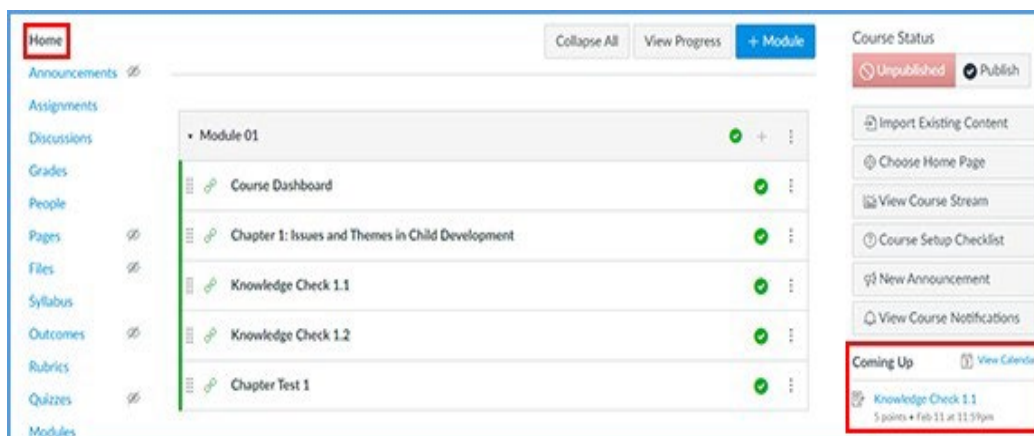 Home
Announcements
Assignments
Discussions
Grades
People
Pages
Files
Syllabus
Outcomes
Rubrics
Quizzes
Modules
Collapse All
View Progress
+ Module
Module 01
Course Dashboard
Chapter 1: Issues and Themes in Child Development
Knowledge Check 1.1
Knowledge Check 1.2
Chapter Test 1
Course Status
Unpublished
Publish
Import Existing Content
Choose Home Page
View Course Stream
Course Setup Checklist
New Announcement
View Course Notifications
Coming Up
View Calenda
Knowledge Check 1.1
5 points • Feb 11 at 11:59pm